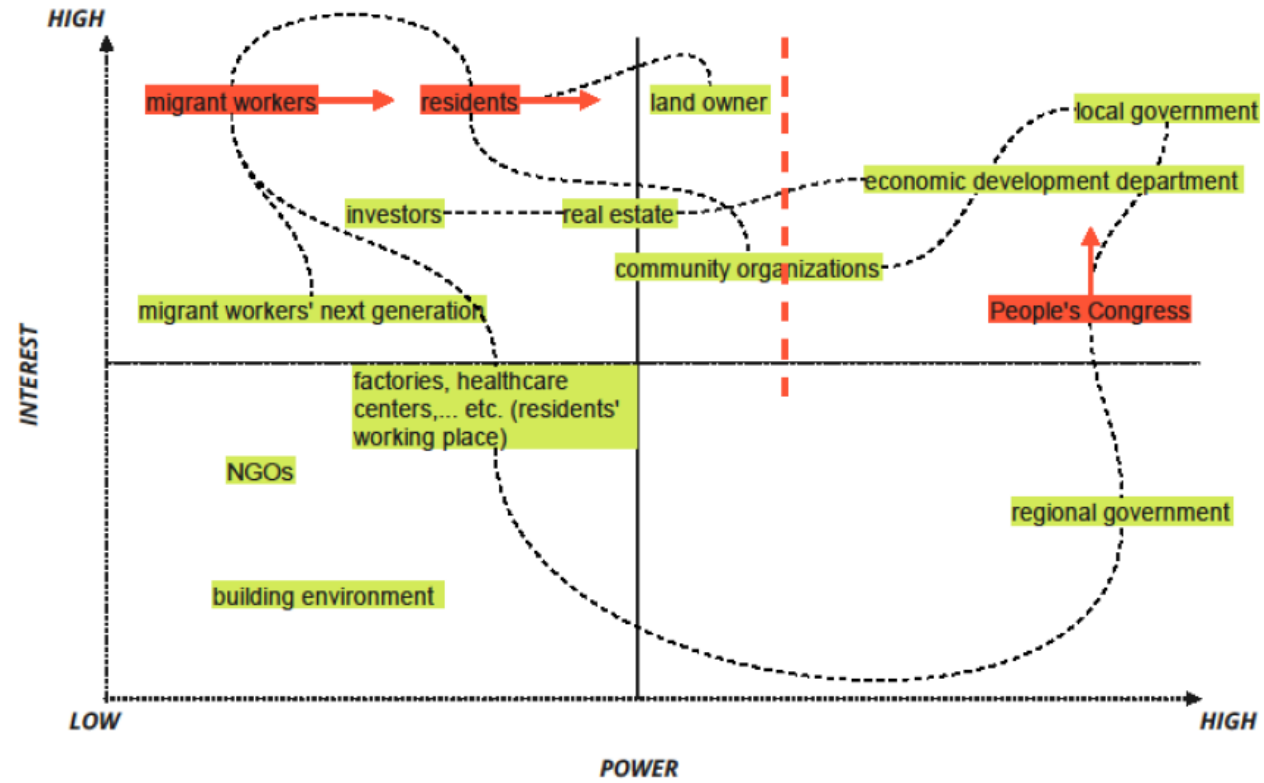 HIGH
migrant workers
residents
land owner
local government
economic development department
investors
real estate
community organizations
migrant workers' next generation
People's Congress
INTEREST
factories, healthcare
centers,... etc. (residents'
working place)
NGOs
regional government
building environment
LOW
HIGH
POWER